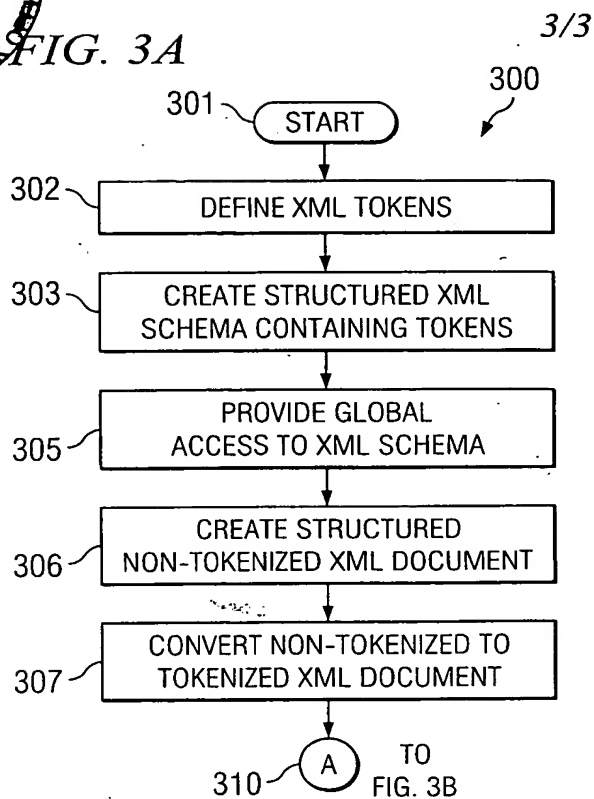 3/3
FIG. 3A
300
301
START
302
DEFINE XML TOKENS
303
CREATE STRUCTURED XML
SCHEMA CONTAINING TOKENS
305
PROVIDE GLOBAL
ACCESS TO XML SCHEMA
306
CREATE STRUCTURED
NON-TOKENIZED XML DOCUMENT
307
CONVERT NON-TOKENIZED TO
TOKENIZED XML DOCUMENT
310
A
TO
FIG. 3B